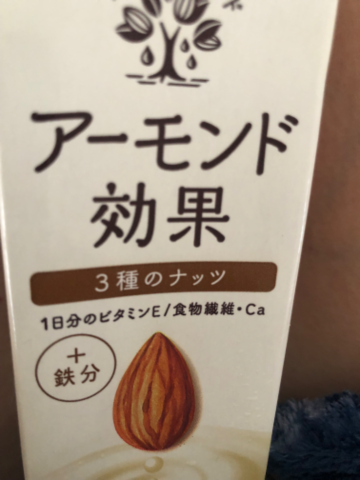 アーモンド
効果
3種のナッツ
1日分のビタミンE/食物繊維・Ca
+
鉄分